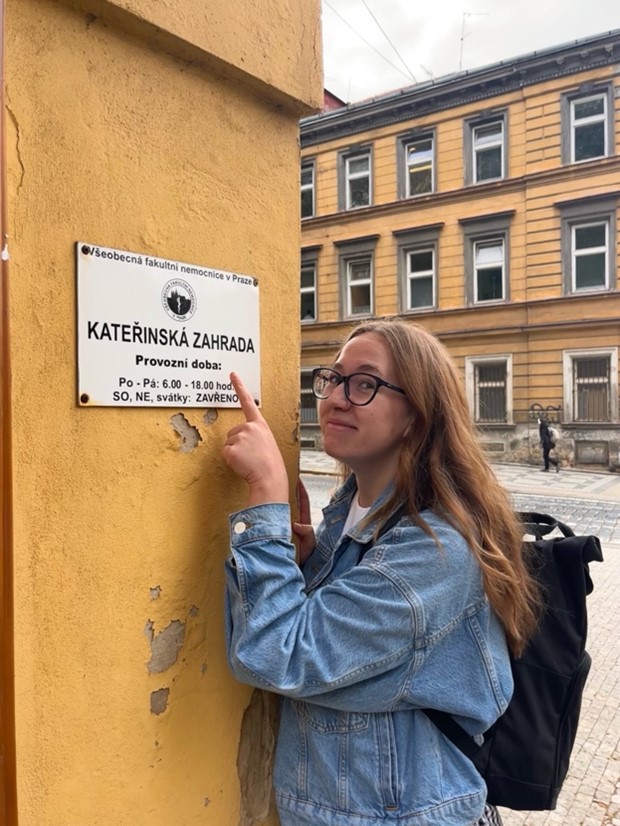 Všeobecná fakultní nemocnice v Praze
KATEŘINSKÁ ZAHRADA
Provozní doba:
Po - Pá: 6.00 - 18.00 hod.
SO, NE, svátky: ZAVŘENO